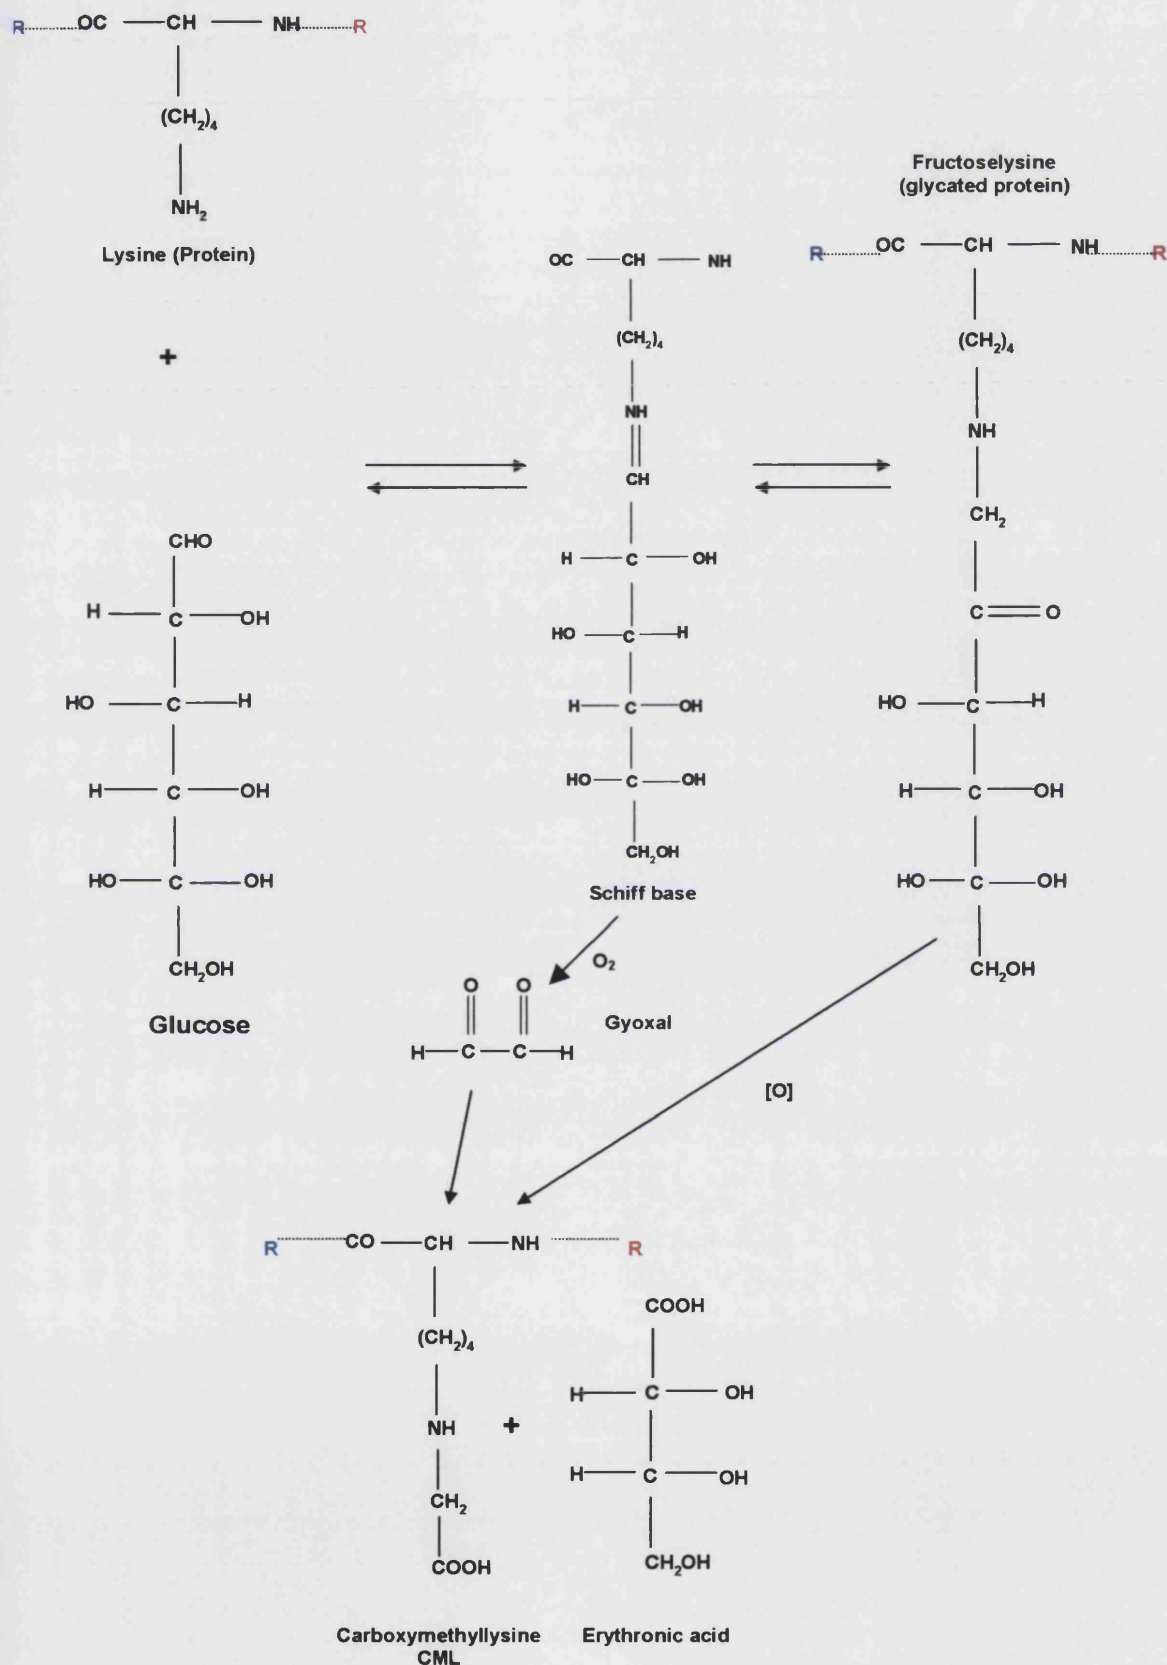 R OC CH NH R
(CH₂)₄
NH₂
Lysine (Protein)
+
CHO
H C OH
HO C H
H C OH
HO C OH
CH₂OH
Glucose
OC CH NH
(CH₂)₄
NH
CH
H C OH
HO C H
H C OH
HO C OH
CH₂OH
Schiff base
Fructoselysine
(glycated protein)
R OC CH NH R
(CH₂)₄
NH
CH₂
C O
HO C H
H C OH
HO C OH
CH₂OH
O₂
O O
Gyoxal
H C C H
[O]
R CO CH NH R
(CH₂)₄
NH
CH₂
COOH
+
COOH
H C OH
H C OH
CH₂OH
Carboxymethyllysine
CML
Erythronic acid